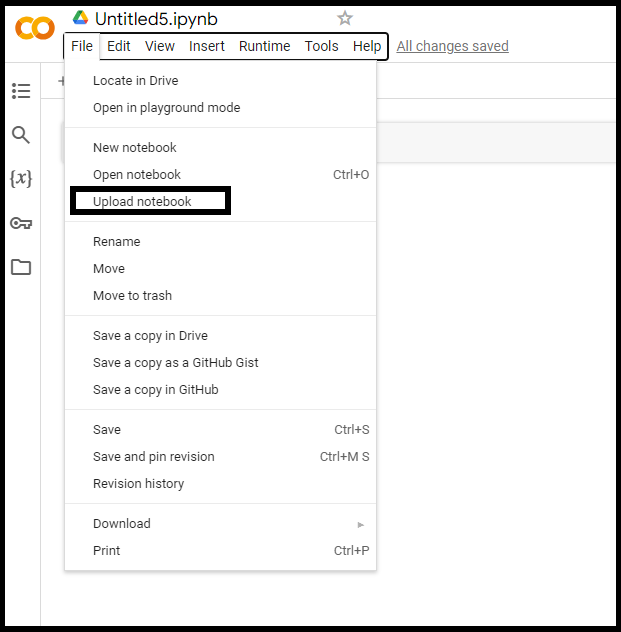 Untitled5.ipynb
File Edit View Insert Runtime Tools Help All changes saved
Locate in Drive
Open in playground mode
New notebook
Open notebook Ctrl+O
Upload notebook
{x}
Rename
Move
Move to trash
Save a copy in Drive
Save a copy as a GitHub Gist
Save a copy in GitHub
Save Ctrl+S
Save and pin revision Ctrl+M S
Revision history
Download
Print Ctrl+P